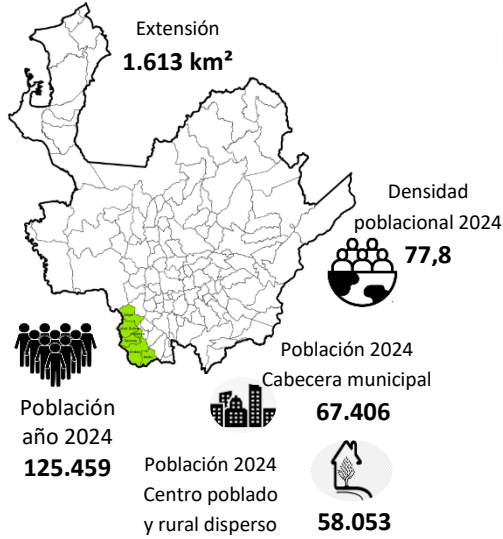 Extensión
1.613 km²
Densidad
poblacional 2024
77,8
Población 2024
Cabecera municipal
67.406
Población
año 2024
125.459
Población 2024
Centro poblado
y rural disperso
58.053